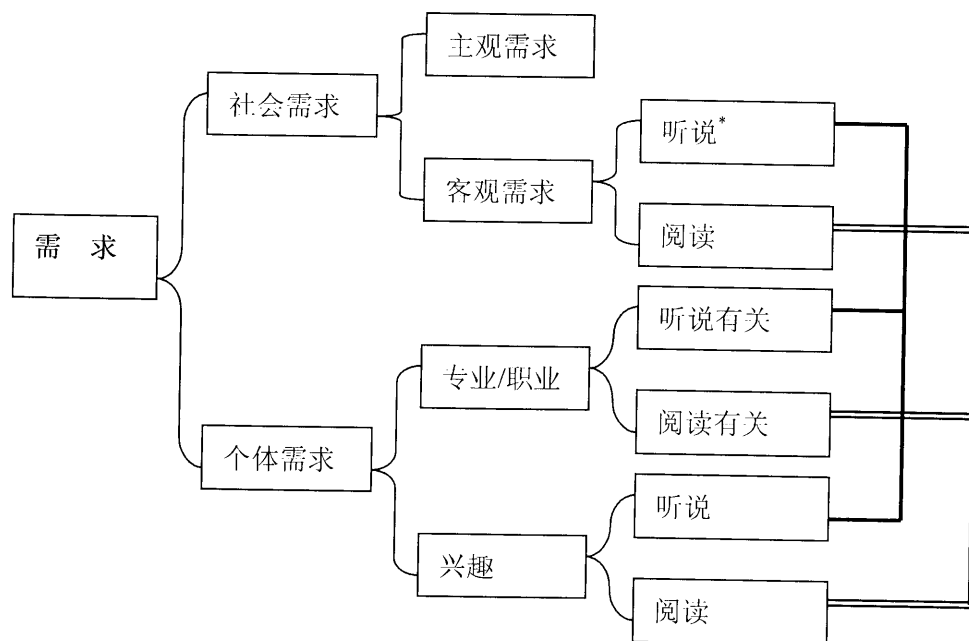 主观需求
社会需求
听说*
客观需求
阅读
需 求
听说有关
专业/职业
阅读有关
个体需求
听说
兴趣
阅读